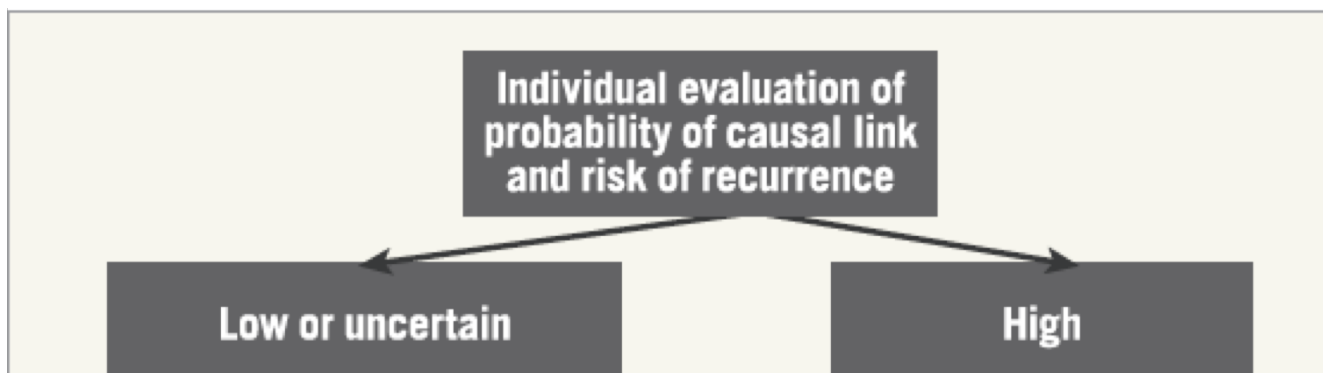 Individual evaluation of
probability of causal link
and risk of recurrence
Low or uncertain
High